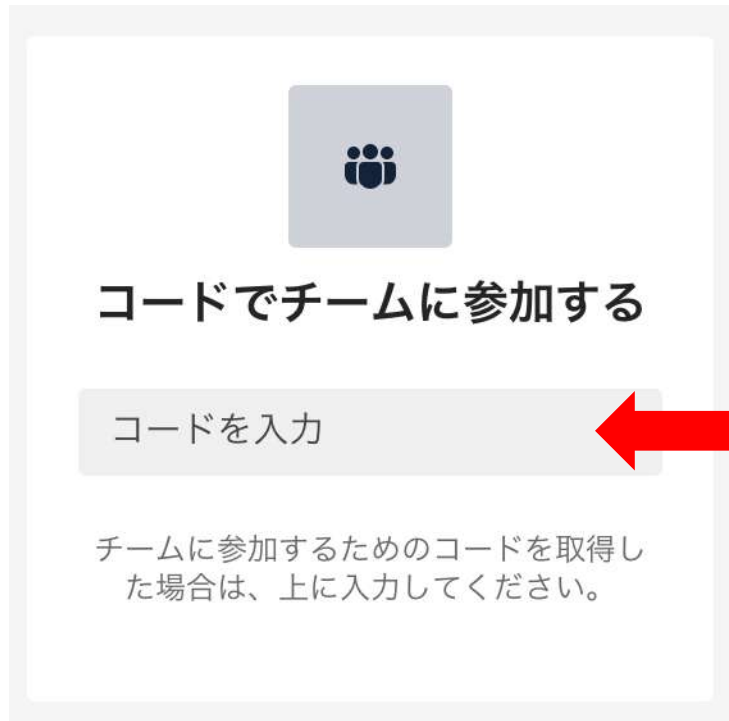 コードでチームに参加する
コードを入力
チームに参加するためのコードを取得し
た場合は、上に入力してください。